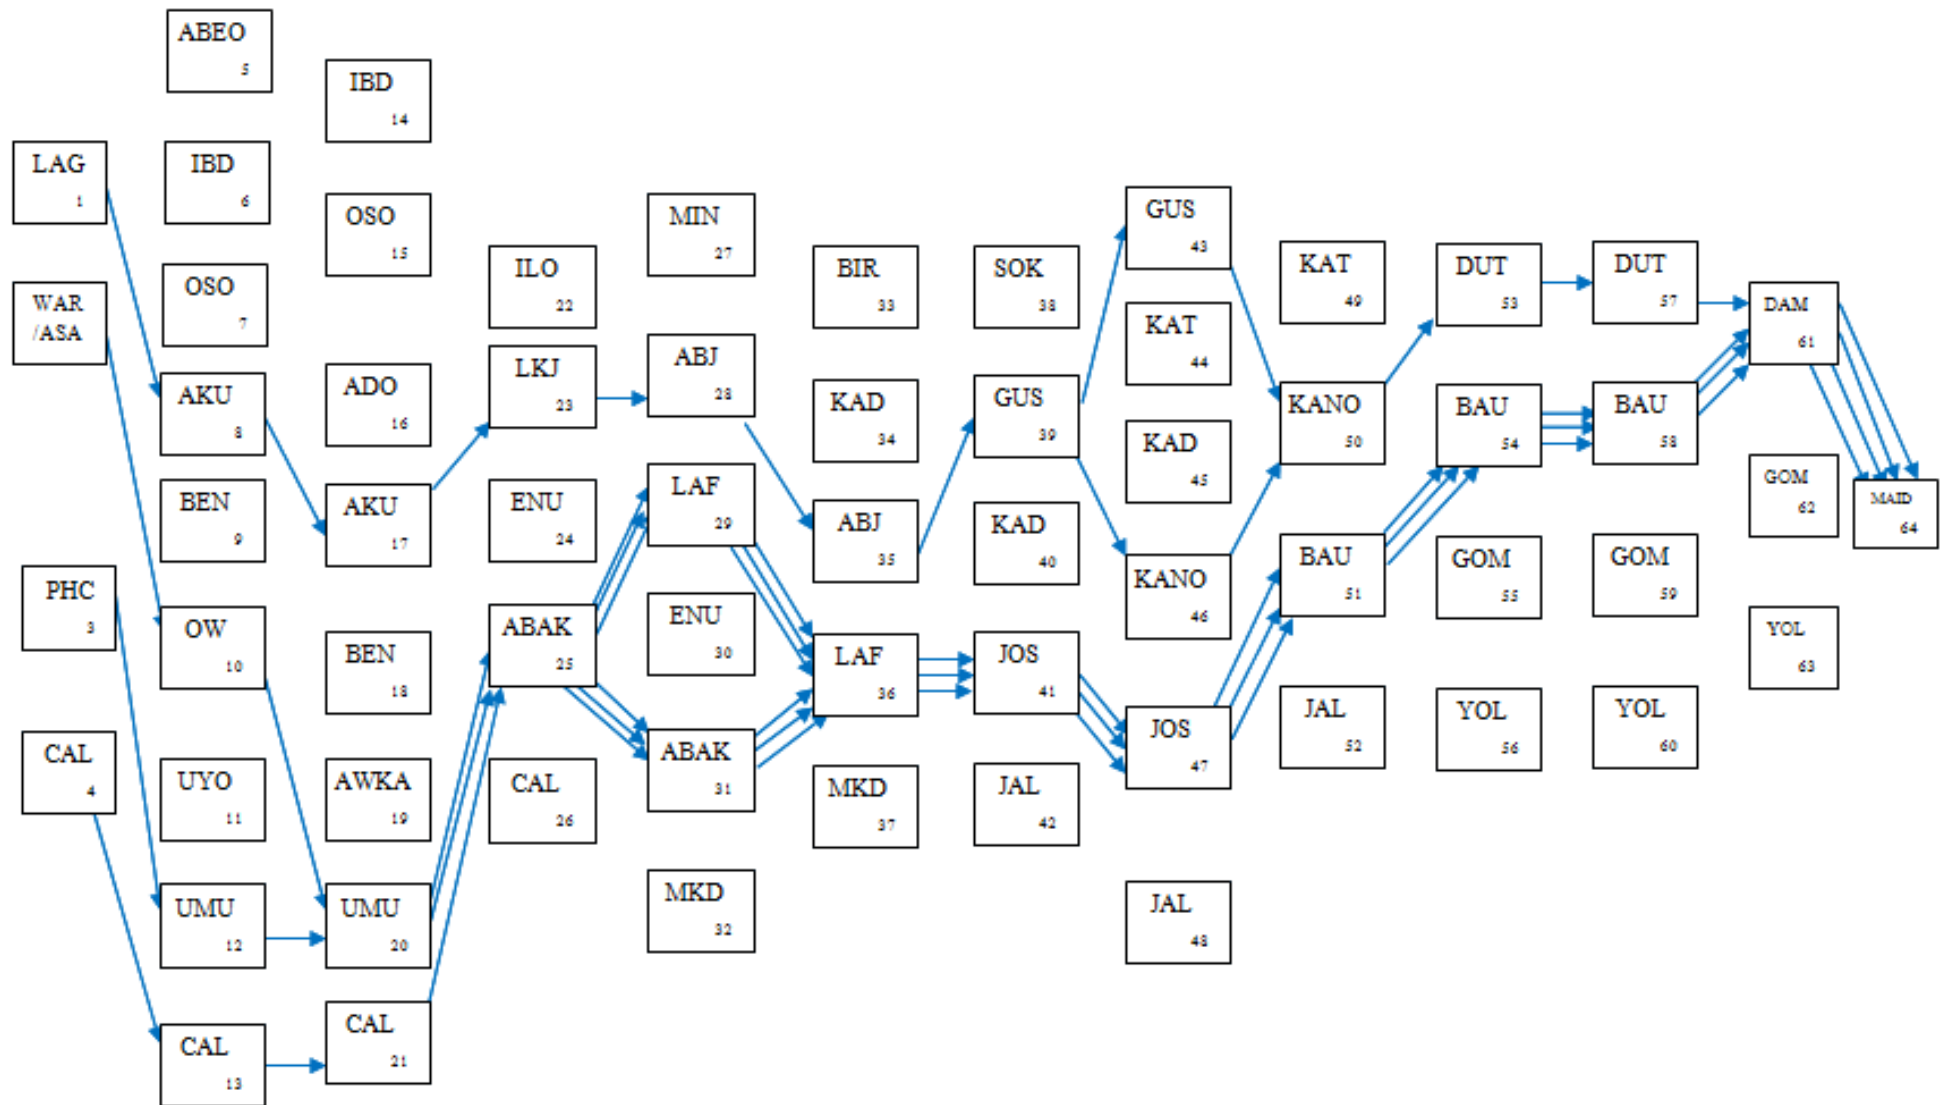 LAG
1
WAR
/ASA
PHC
3
CAL
4
ABEO
5
IBD
6
OSO
7
AKU
8
BEN
9
OW
10
UYO
11
UMU
12
CAL
13
IBD
14
OSO
15
ADO
16
AKU
17
BEN
18
AWKA
19
UMU
20
CAL
21
ILO
22
LKJ
23
ENU
24
ABAK
25
CAL
26
MIN
27
ABJ
28
LAF
29
ENU
30
ABAK
31
MKD
32
BIR
33
KAD
34
ABJ
35
LAF
36
MKD
37
SOK
38
GUS
39
KAD
40
JOS
41
JAL
42
GUS
43
KAT
44
KAD
45
KANO
46
JOS
47
JAL
48
KAT
49
KANO
50
BAU
51
JAL
52
DUT
53
BAU
54
GOM
55
YOL
56
DUT
57
BAU
58
GOM
59
YOL
60
DAM
61
GOM
62
YOL
63
MAID
64